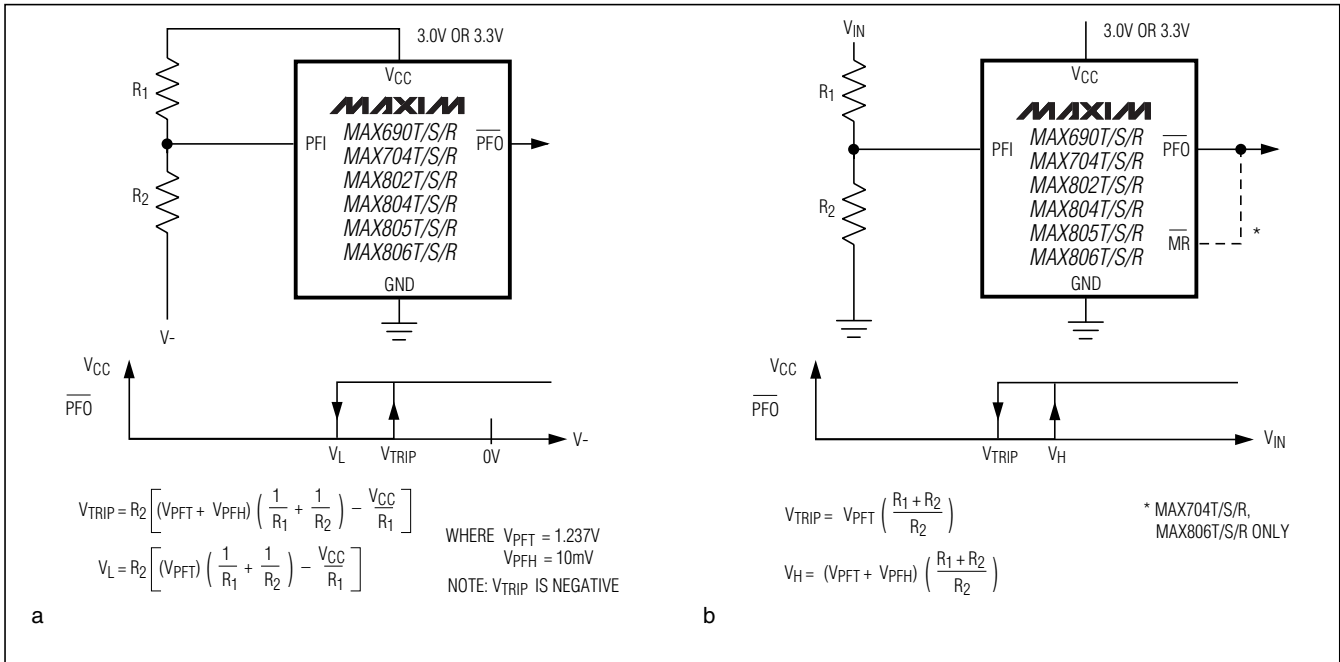 3.0V OR 3.3V
VCC
R1
MAXIM
MAX690T/S/R
PFI
PFO
MAX704T/S/R
MAX802T/S/R
R2
MAX804T/S/R
MAX805T/S/R
MAX806T/S/R
GND
V-
VCC
PFO
V-
VL
VTRIP
0V
VTRIP = R2 [(VPFT + VPFH) (1/R1 + 1/R2) − VCC/R1]
VL = R2 [(VPFT) (1/R1 + 1/R2) − VCC/R1]
WHERE VPFT = 1.237V
VPFH = 10mV
NOTE: VTRIP IS NEGATIVE
a
VIN
3.0V OR 3.3V
VCC
R1
MAXIM
MAX690T/S/R
PFI
PFO
MAX704T/S/R
MAX802T/S/R
R2
MAX804T/S/R
MAX805T/S/R
MR
*
MAX806T/S/R
GND
VCC
PFO
VIN
VTRIP
VH
VTRIP = VPFT (R1 + R2/R2)
VH = (VPFT + VPFH) (R1 + R2/R2)
* MAX704T/S/R,
MAX806T/S/R ONLY
b